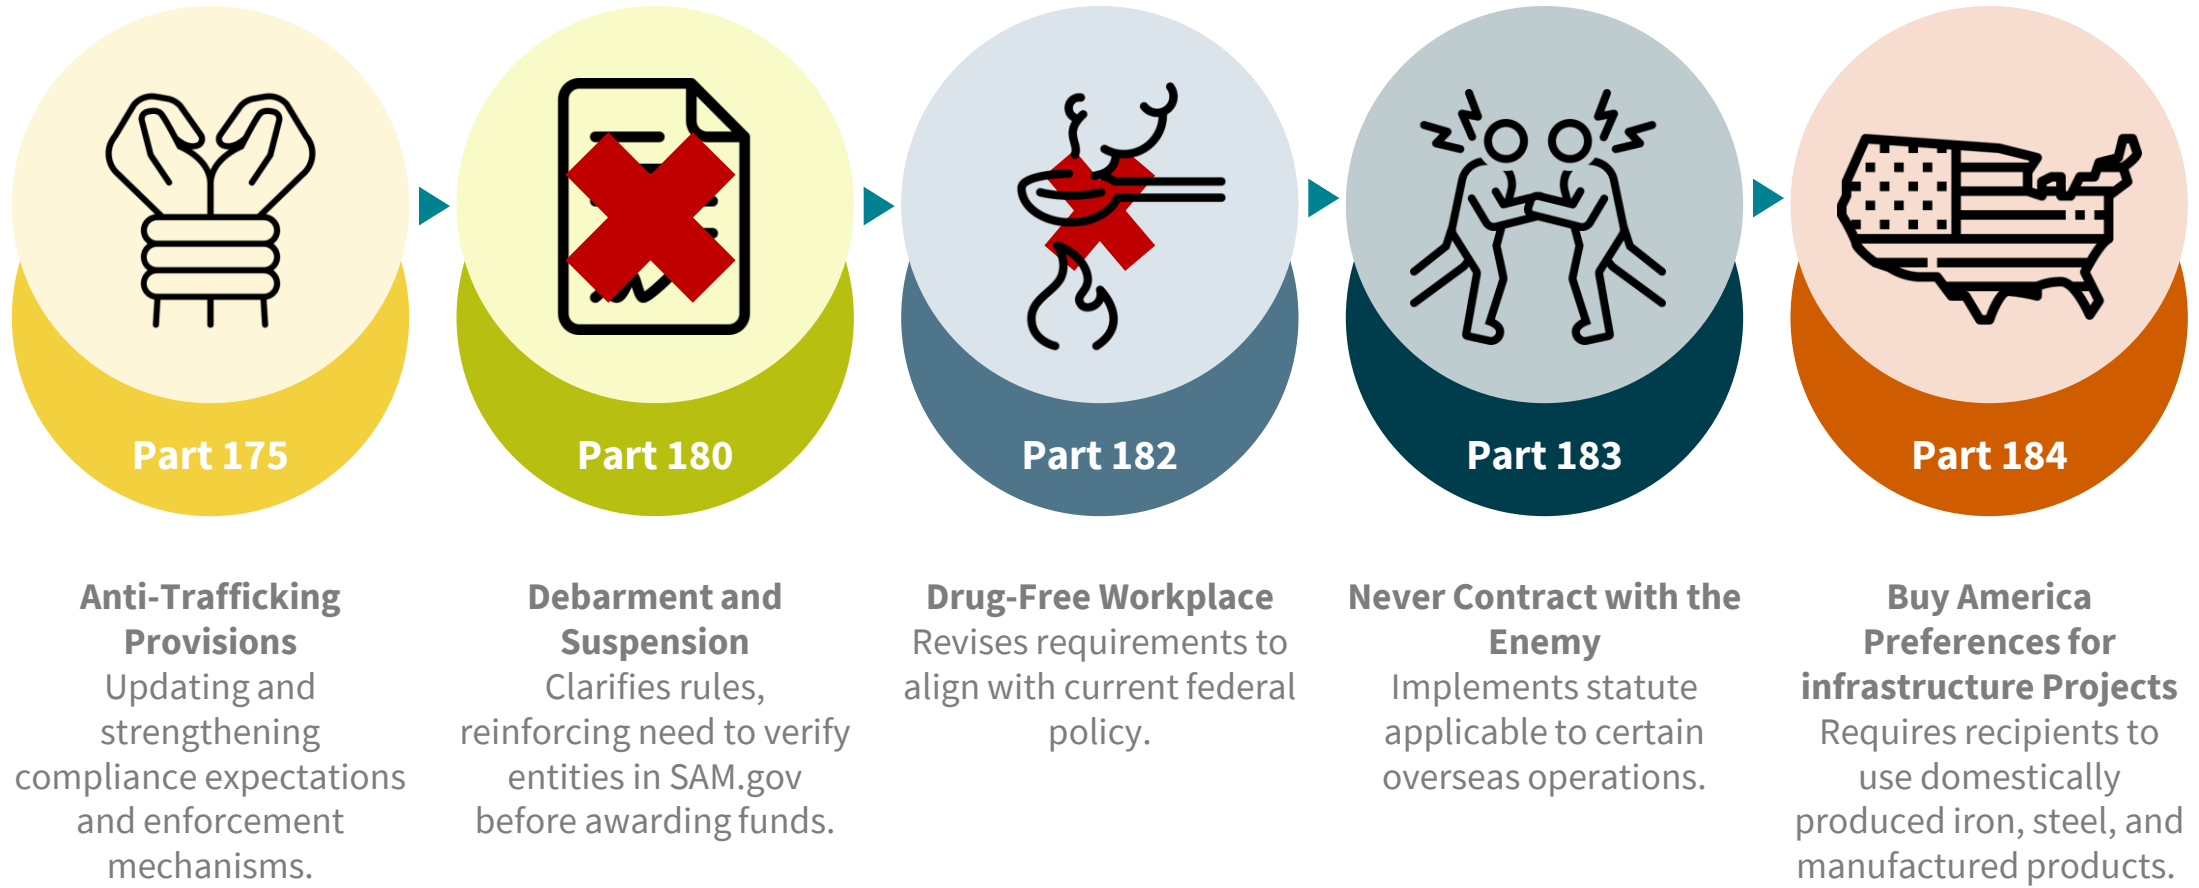 Part 175
Part 180
Part 182
Part 183
Part 184
Anti-Trafficking
Provisions
Updating and
strengthening
compliance expectations
and enforcement
mechanisms.
Debarment and
Suspension
Clarifies rules,
reinforcing need to verify
entities in SAM.gov
before awarding funds.
Drug-Free Workplace
Revises requirements to
align with current federal
policy.
Never Contract with the
Enemy
Implements statute
applicable to certain
overseas operations.
Buy America
Preferences for
infrastructure Projects
Requires recipients to
use domestically
produced iron, steel, and
manufactured products.